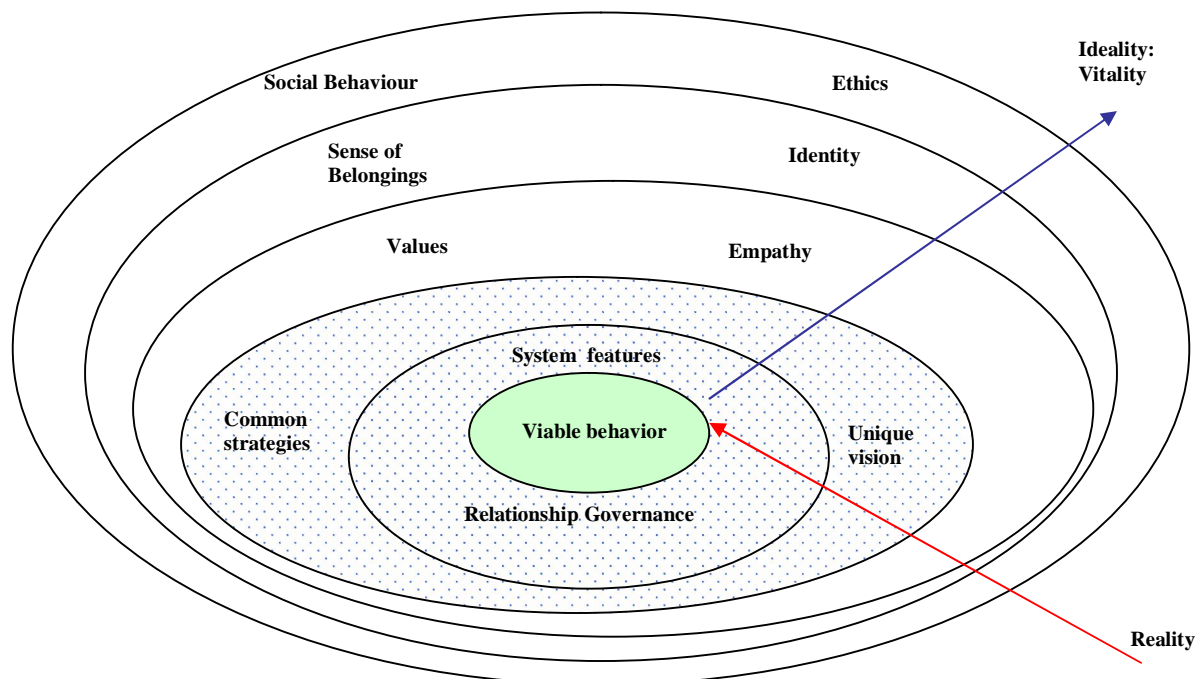 Ideality:
Vitality
Social Behaviour
Ethics
Sense of
Belongings
Identity
Values
Empathy
System features
Common
strategies
Viable behavior
Unique
vision
Relationship Governance
Reality